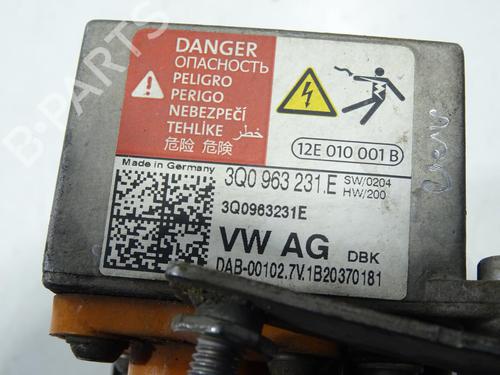 DANGER
ОПАСНОСТЬ
PELIGRO
PERIGO
NEBEZPEČÍ
TEHLİKE خطر
危险 危険
12E 010 001 B
Made in Germany
3Q0 963 231.E SW/0204
HW/200
3Q0963231E
VW AG DBK
DAB-00102.7V.1B20370181
B-PARTS